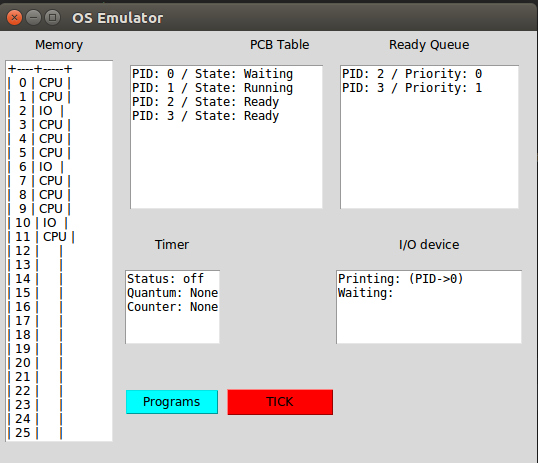 OS Emulator
Memory
+----+-----+
| 0 | CPU |
| 1 | CPU |
| 2 | IO |
| 3 | CPU |
| 4 | CPU |
| 5 | CPU |
| 6 | IO |
| 7 | CPU |
| 8 | CPU |
| 9 | CPU |
| 10 | IO |
| 11 | CPU |
| 12 | |
| 13 | |
| 14 | |
| 15 | |
| 16 | |
| 17 | |
| 18 | |
| 19 | |
| 20 | |
| 21 | |
| 22 | |
| 23 | |
| 24 | |
| 25 | |
PCB Table
PID: 0 / State: Waiting
PID: 1 / State: Running
PID: 2 / State: Ready
PID: 3 / State: Ready
Ready Queue
PID: 2 / Priority: 0
PID: 3 / Priority: 1
Timer
Status: off
Quantum: None
Counter: None
I/O device
Printing: (PID->0)
Waiting:
Programs
TICK